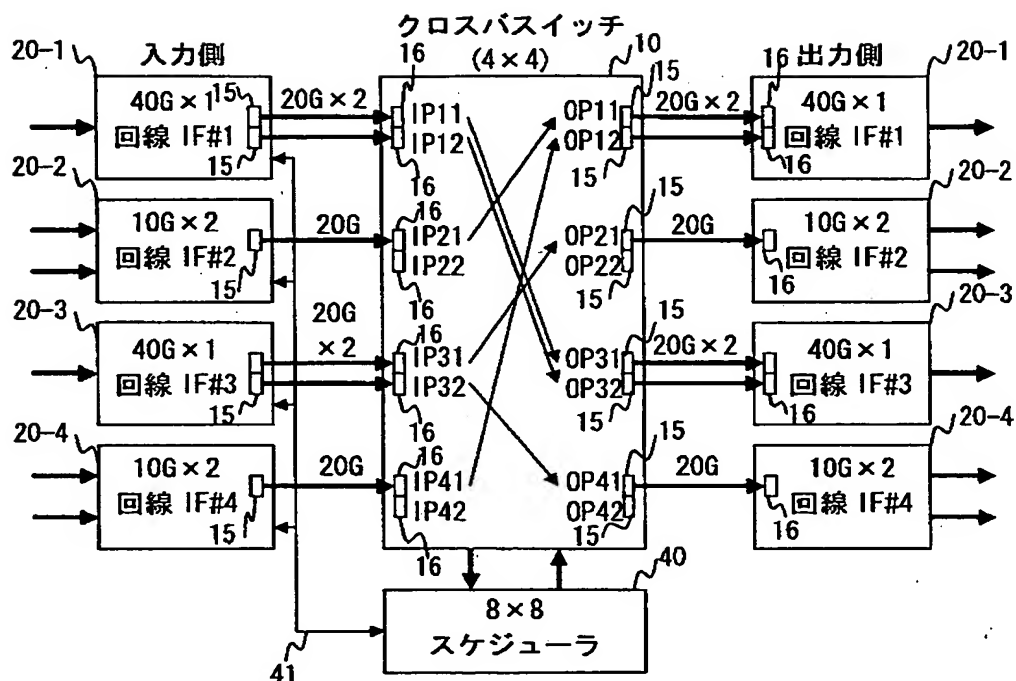 クロスバスイッチ
(4×4)
入力側
出力側
20-1
40G×1
回線 IF#1
15
15
20G×2
20-2
10G×2
回線 IF#2
15
20G
20-3
40G×1
回線 IF#3
15
20G
×2
20-4
10G×2
回線 IF#4
15
20G
10
16
IP11
IP12
16
16
IP21
IP22
16
16
IP31
IP32
16
16
IP41
IP42
16
15
OP11
OP12
15
15
OP21
OP22
15
15
OP31
OP32
15
15
OP41
OP42
15
20G×2
16
40G×1
回線 IF#1
16
20-1
20G
10G×2
回線 IF#2
16
20-2
20G×2
40G×1
回線 IF#3
16
20-3
20G
10G×2
回線 IF#4
16
20-4
40
8×8
スケジューラ
41